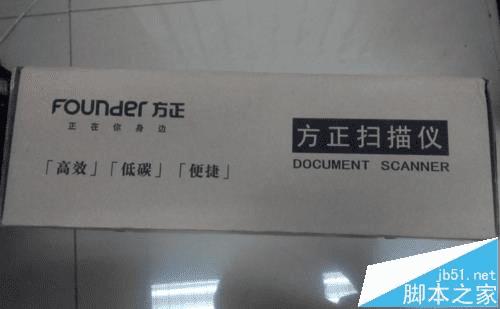 Founder 方正
正在你身边
「高效」「低碳」「便捷」
方正扫描仪
DOCUMENT SCANNER
jb51.net
脚本之家